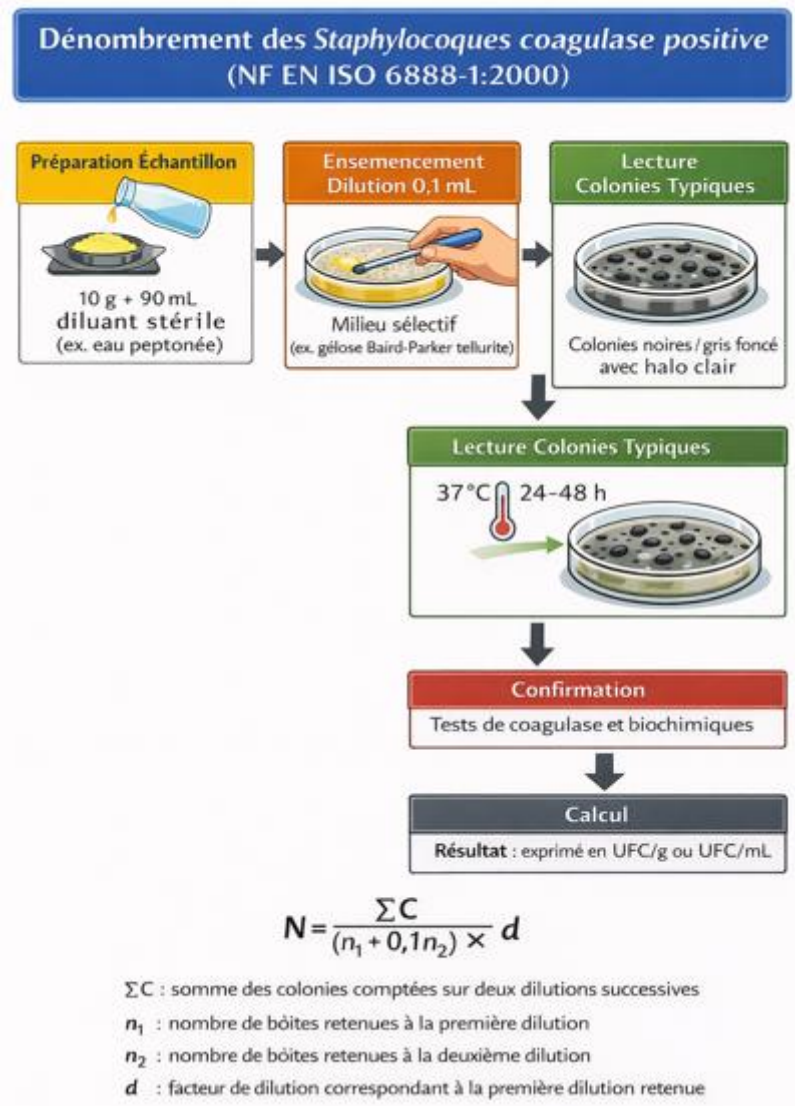 Dénombrement des Staphylocoques coagulase positive
(NF EN ISO 6888-1:2000)
Préparation Échantillon
10 g + 90 mL
diluant stérile
(ex. eau peptonée)
Ensemencement
Dilution 0,1 mL
Milieu sélectif
(ex. gélose Baird-Parker tellurite)
Lecture
Colonies Typiques
Colonies noires / gris foncé
avec halo clair
Lecture Colonies Typiques
37°C 24-48 h
Confirmation
Tests de coagulase et biochimiques
Calcul
Résultat : exprimé en UFC/g ou UFC/mL
N = ΣC / (n₁ + 0,1n₂) × d
ΣC : somme des colonies comptées sur deux dilutions successives
n₁ : nombre de bòites retenues à la première dilution
n₂ : nombre de bòites retenues à la deuxième dilution
d : facteur de dilution correspondant à la première dilution retenue